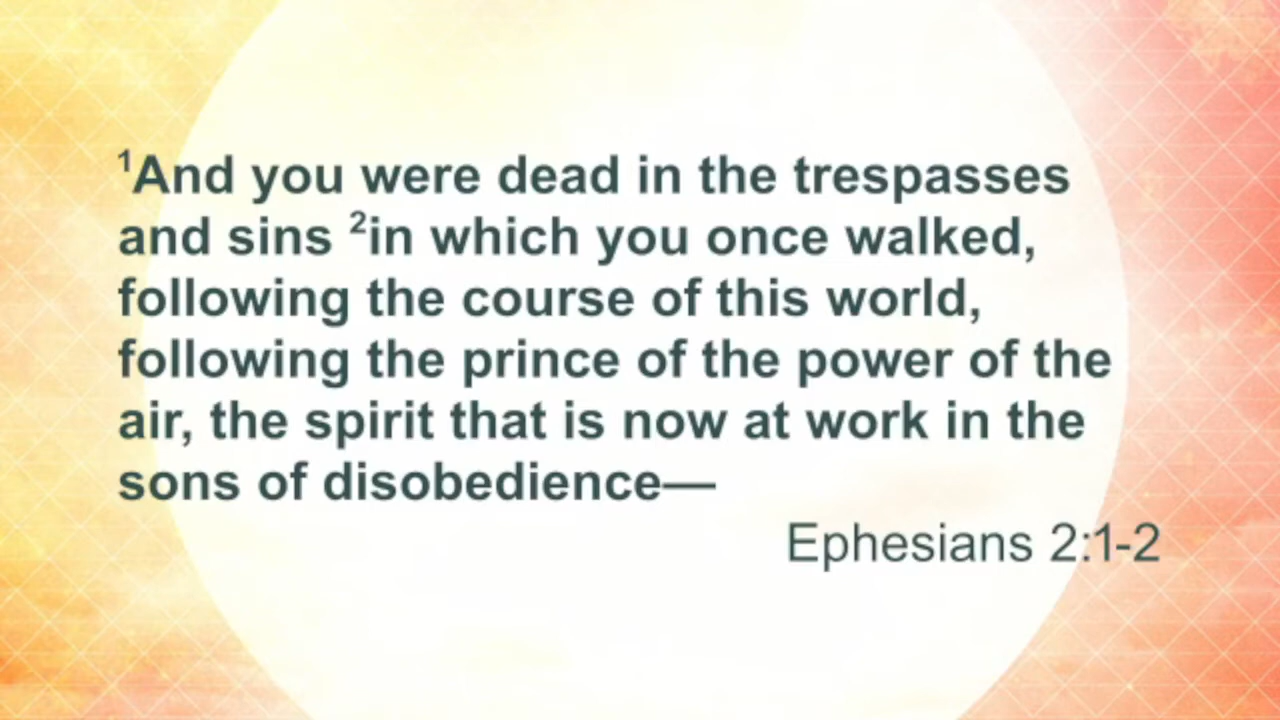 ¹And you were dead in the trespasses
and sins ²in which you once walked,
following the course of this world,
following the prince of the power of the
air, the spirit that is now at work in the
sons of disobedience—
Ephesians 2:1-2